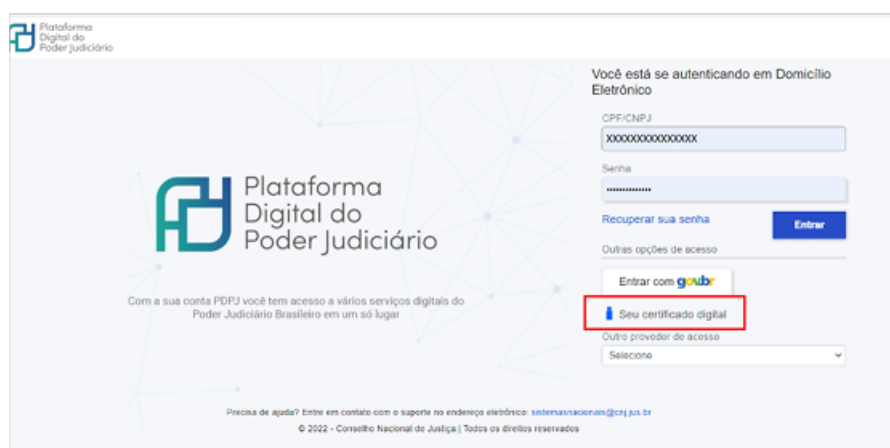 Plataforma
Digital do
Poder Judiciário
Você está se autenticando em Domicílio
Eletrônico
CPF/CNPJ
XXXXXXXXXXXXXXX
Senha
••••••••••••••
Plataforma
Digital do
Poder Judiciário
Recuperar sua senha
Entrar
Outras opções de acesso
Entrar com gov.br
Com a sua conta PDPJ você tem acesso a vários serviços digitais do
Poder Judiciário Brasileiro em um só lugar
Seu certificado digital
Outro provedor de acesso
Selecione
Precisa de ajuda? Entre em contato com o suporte no endereço eletrônico: sistemasnacionais@cnj.jus.br
© 2022 - Conselho Nacional de Justiça | Todos os direitos reservados